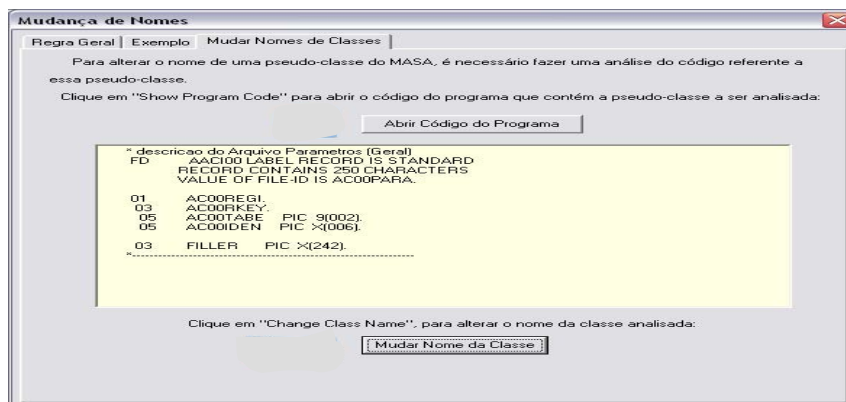 Mudança de Nomes
Regra Geral Exemplo Mudar Nomes de Classes
Para alterar o nome de uma pseudo-classe do MASA, é necessário fazer uma análise do código referente a
essa pseudo-classe.
Clique em "Show Program Code" para abrir o código do programa que contém a pseudo-classe a ser analisada:
Abrir Código do Programa
* descricao do Arquivo Parametros (Geral)
FD AACI00 LABEL RECORD IS STANDARD
RECORD CONTAINS 250 CHARACTERS
VALUE OF FILE-ID IS AC00PARA.
01 AC00REGI.
03 AC00RKEY.
05 AC00TABE PIC 9(002).
05 AC00IDEN PIC X(006).
03 FILLER PIC X(242).
*------------------------------------------------------
Clique em "Change Class Name", para alterar o nome da classe analisada:
Mudar Nome da Classe